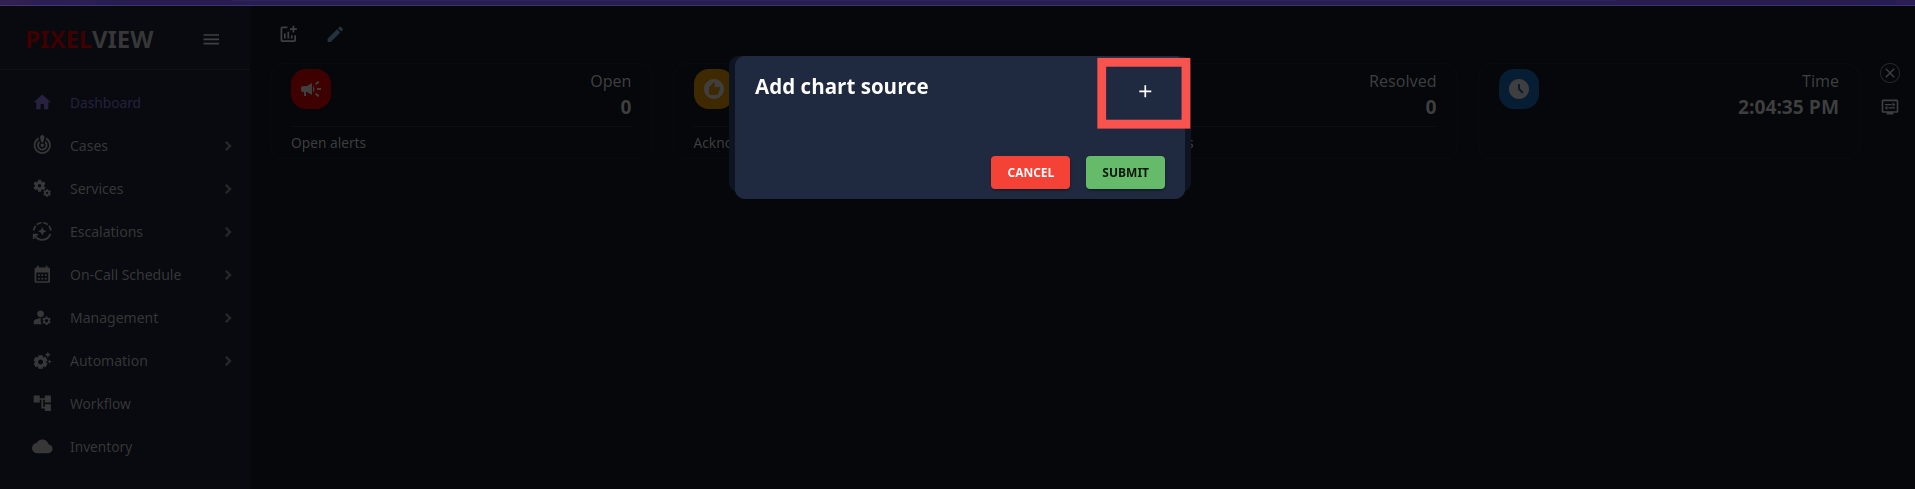 PIXELVIEW
Dashboard
Cases
Services
Escalations
On-Call Schedule
Management
Automation
Workflow
Inventory
Open
0
Open alerts
Add chart source
+
CANCEL
SUBMIT
Resolved
0
Time
2:04:35 PM